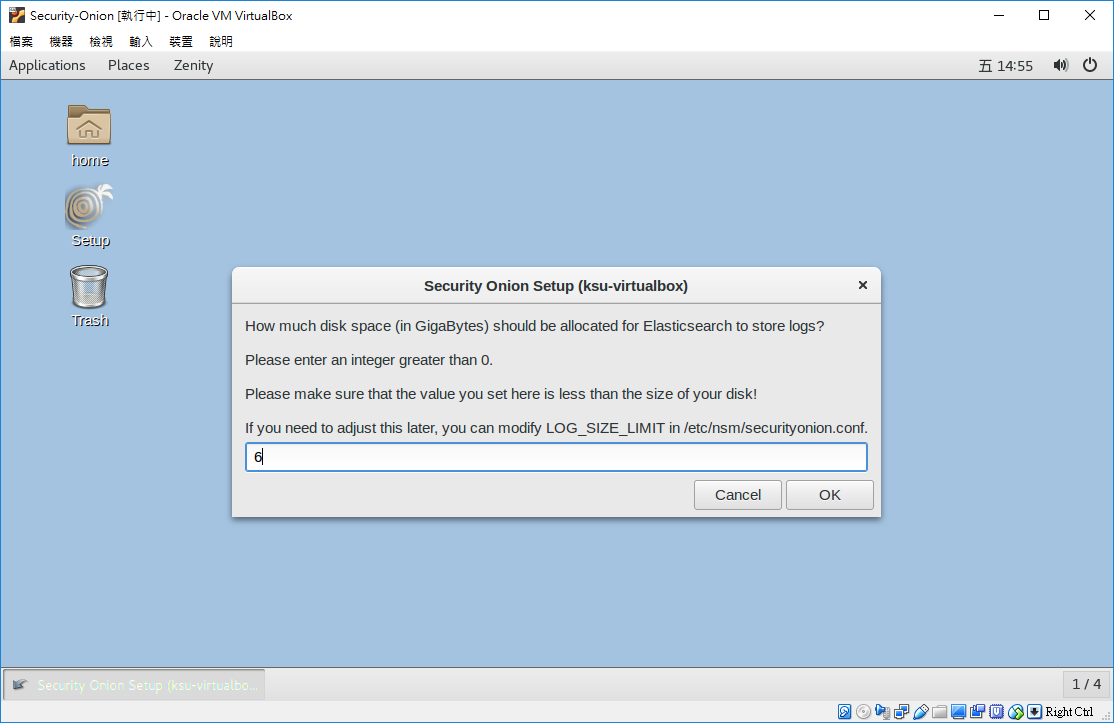 Security-Onion [執行中] - Oracle VM VirtualBox
檔案 機器 檢視 輸入 裝置 說明
Applications Places Zenity 五 14:55
home
Setup
Trash
Security Onion Setup (ksu-virtualbox)
How much disk space (in GigaBytes) should be allocated for Elasticsearch to store logs?
Please enter an integer greater than 0.
Please make sure that the value you set here is less than the size of your disk!
If you need to adjust this later, you can modify LOG_SIZE_LIMIT in /etc/nsm/securityonion.conf.
6
Cancel OK
Security Onion Setup (ksu-virtualbo... 1 / 4
Right Ctrl